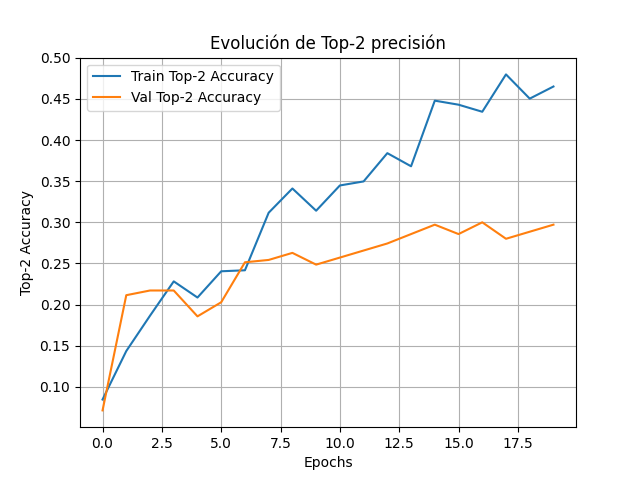 Evolución de Top-2 precisión
Train Top-2 Accuracy
Val Top-2 Accuracy
Top-2 Accuracy
0.50
0.45
0.40
0.35
0.30
0.25
0.20
0.15
0.10
0.0 2.5 5.0 7.5 10.0 12.5 15.0 17.5
Epochs